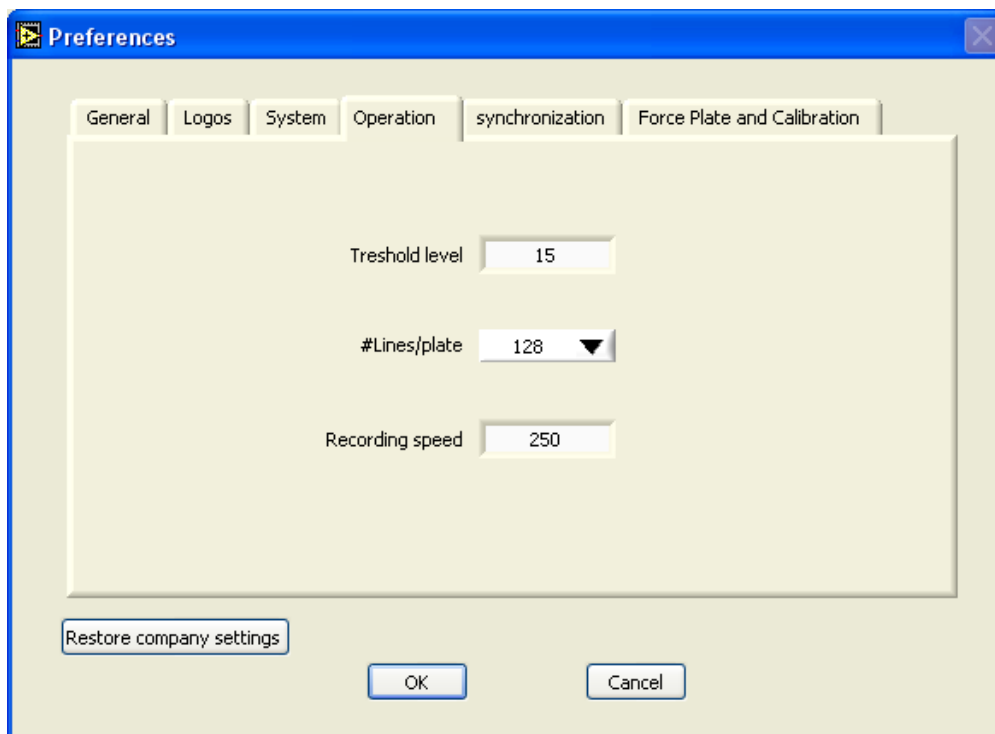 Preferences
General Logos System Operation synchronization Force Plate and Calibration
Treshold level 15
#Lines/plate 128
Recording speed 250
Restore company settings
OK Cancel